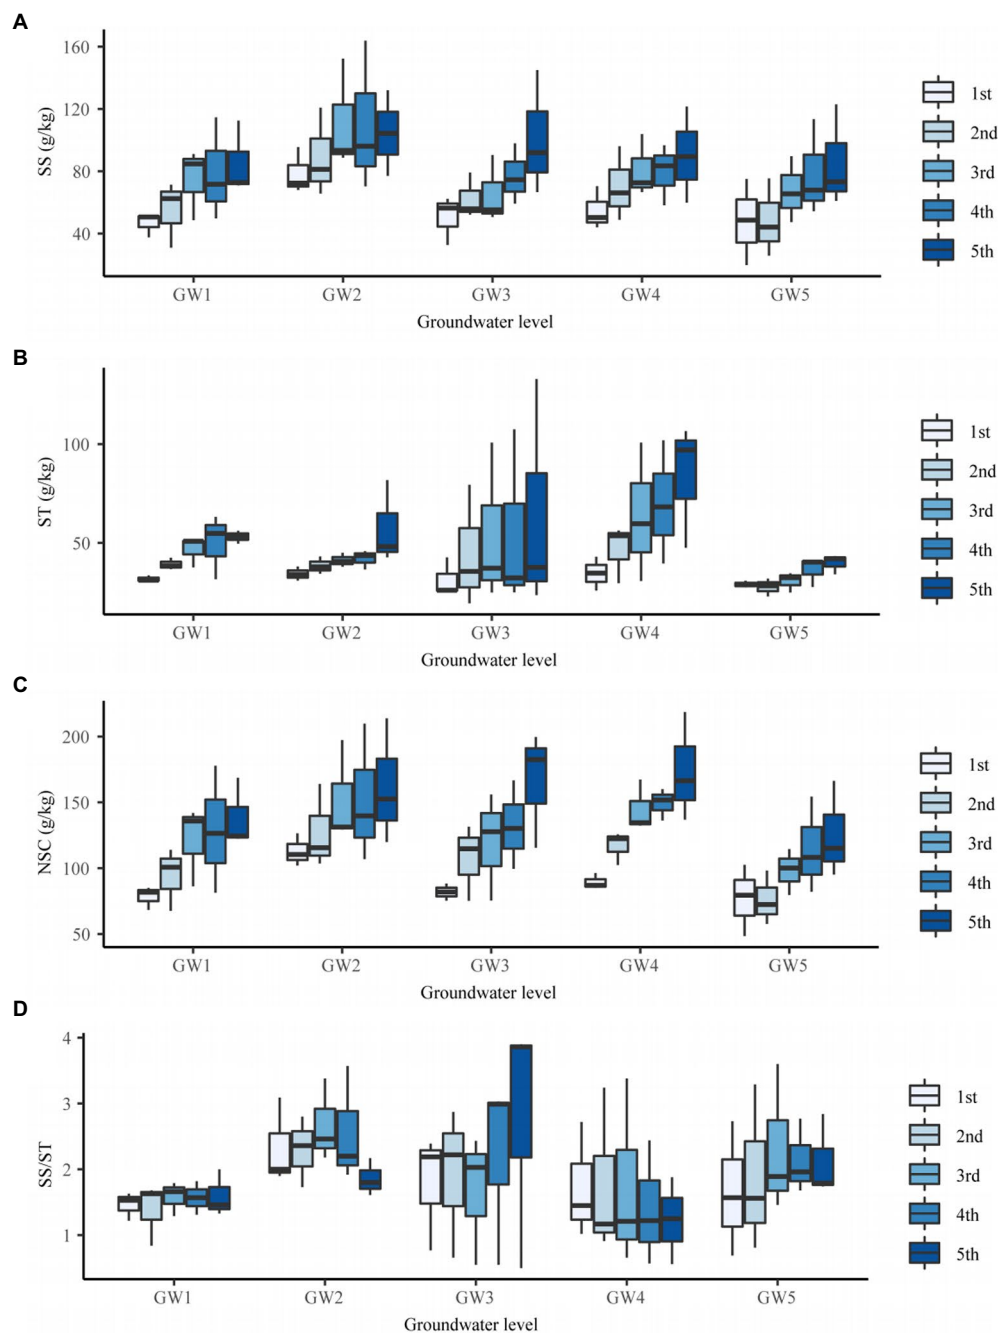 A
SS (g/kg)
160
120
80
40
GW1 GW2 GW3 GW4 GW5
Groundwater level
1st
2nd
3rd
4th
5th
B
ST (g/kg)
100
50
GW1 GW2 GW3 GW4 GW5
Groundwater level
1st
2nd
3rd
4th
5th
C
NSC (g/kg)
200
150
100
50
GW1 GW2 GW3 GW4 GW5
Groundwater level
1st
2nd
3rd
4th
5th
D
SS/ST
4
3
2
1
GW1 GW2 GW3 GW4 GW5
Groundwater level
1st
2nd
3rd
4th
5th